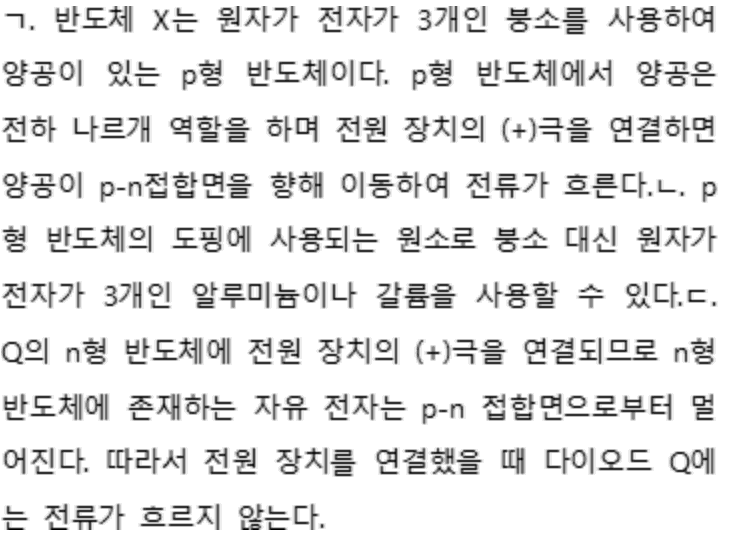 ㄱ. 반도체 X는 원자가 전자가 3개인 붕소를 사용하여
양공이 있는 p형 반도체이다. p형 반도체에서 양공은
전하 나르개 역할을 하며 전원 장치의 (+)극을 연결하면
양공이 p-n접합면을 향해 이동하여 전류가 흐른다.ㄴ. p
형 반도체의 도핑에 사용되는 원소로 붕소 대신 원자가
전자가 3개인 알루미늄이나 갈륨을 사용할 수 있다.ㄷ.
Q의 n형 반도체에 전원 장치의 (+)극을 연결되므로 n형
반도체에 존재하는 자유 전자는 p-n 접합면으로부터 멀
어진다. 따라서 전원 장치를 연결했을 때 다이오드 Q에
는 전류가 흐르지 않는다.